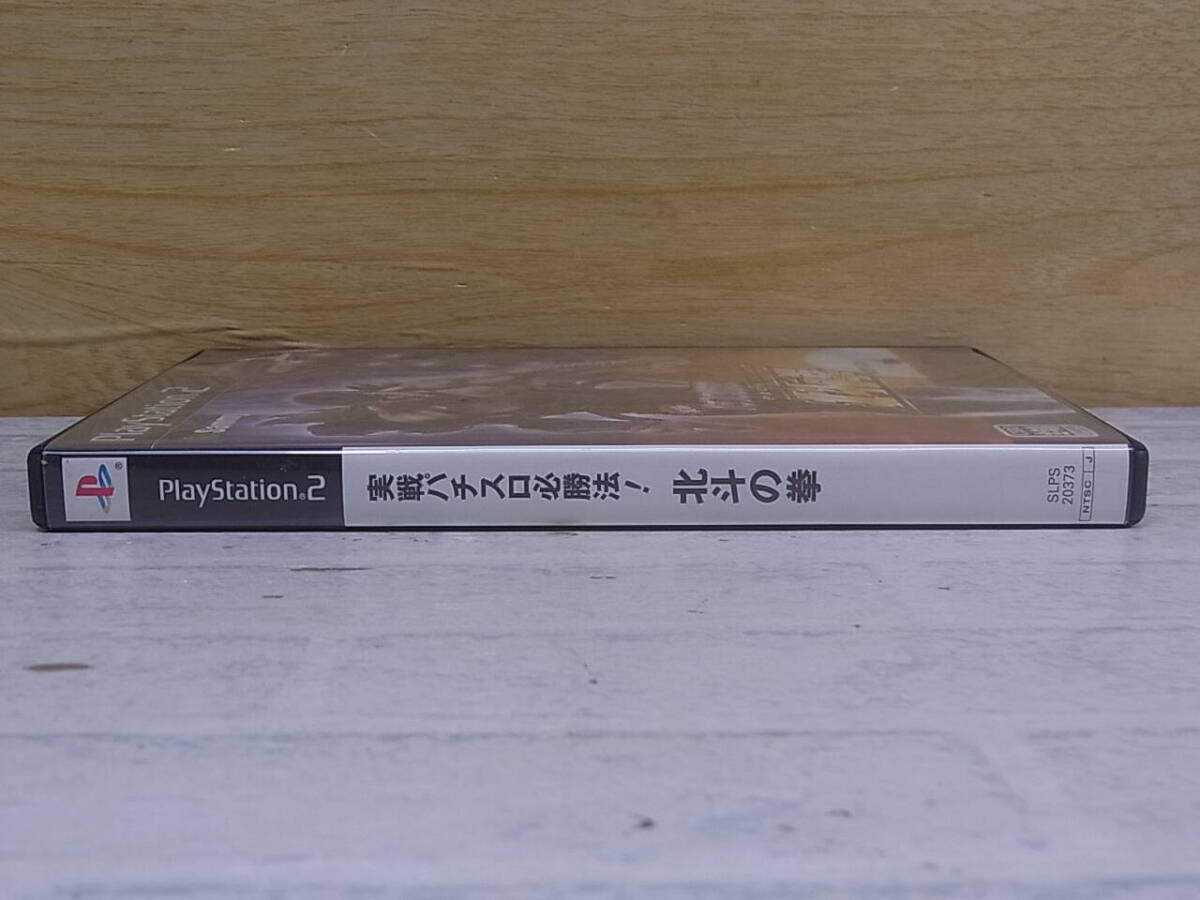 PlayStation 2
PlayStation®2
実戦パチスロ必勝法! 北斗の拳
SLPS
20373
NTSC J